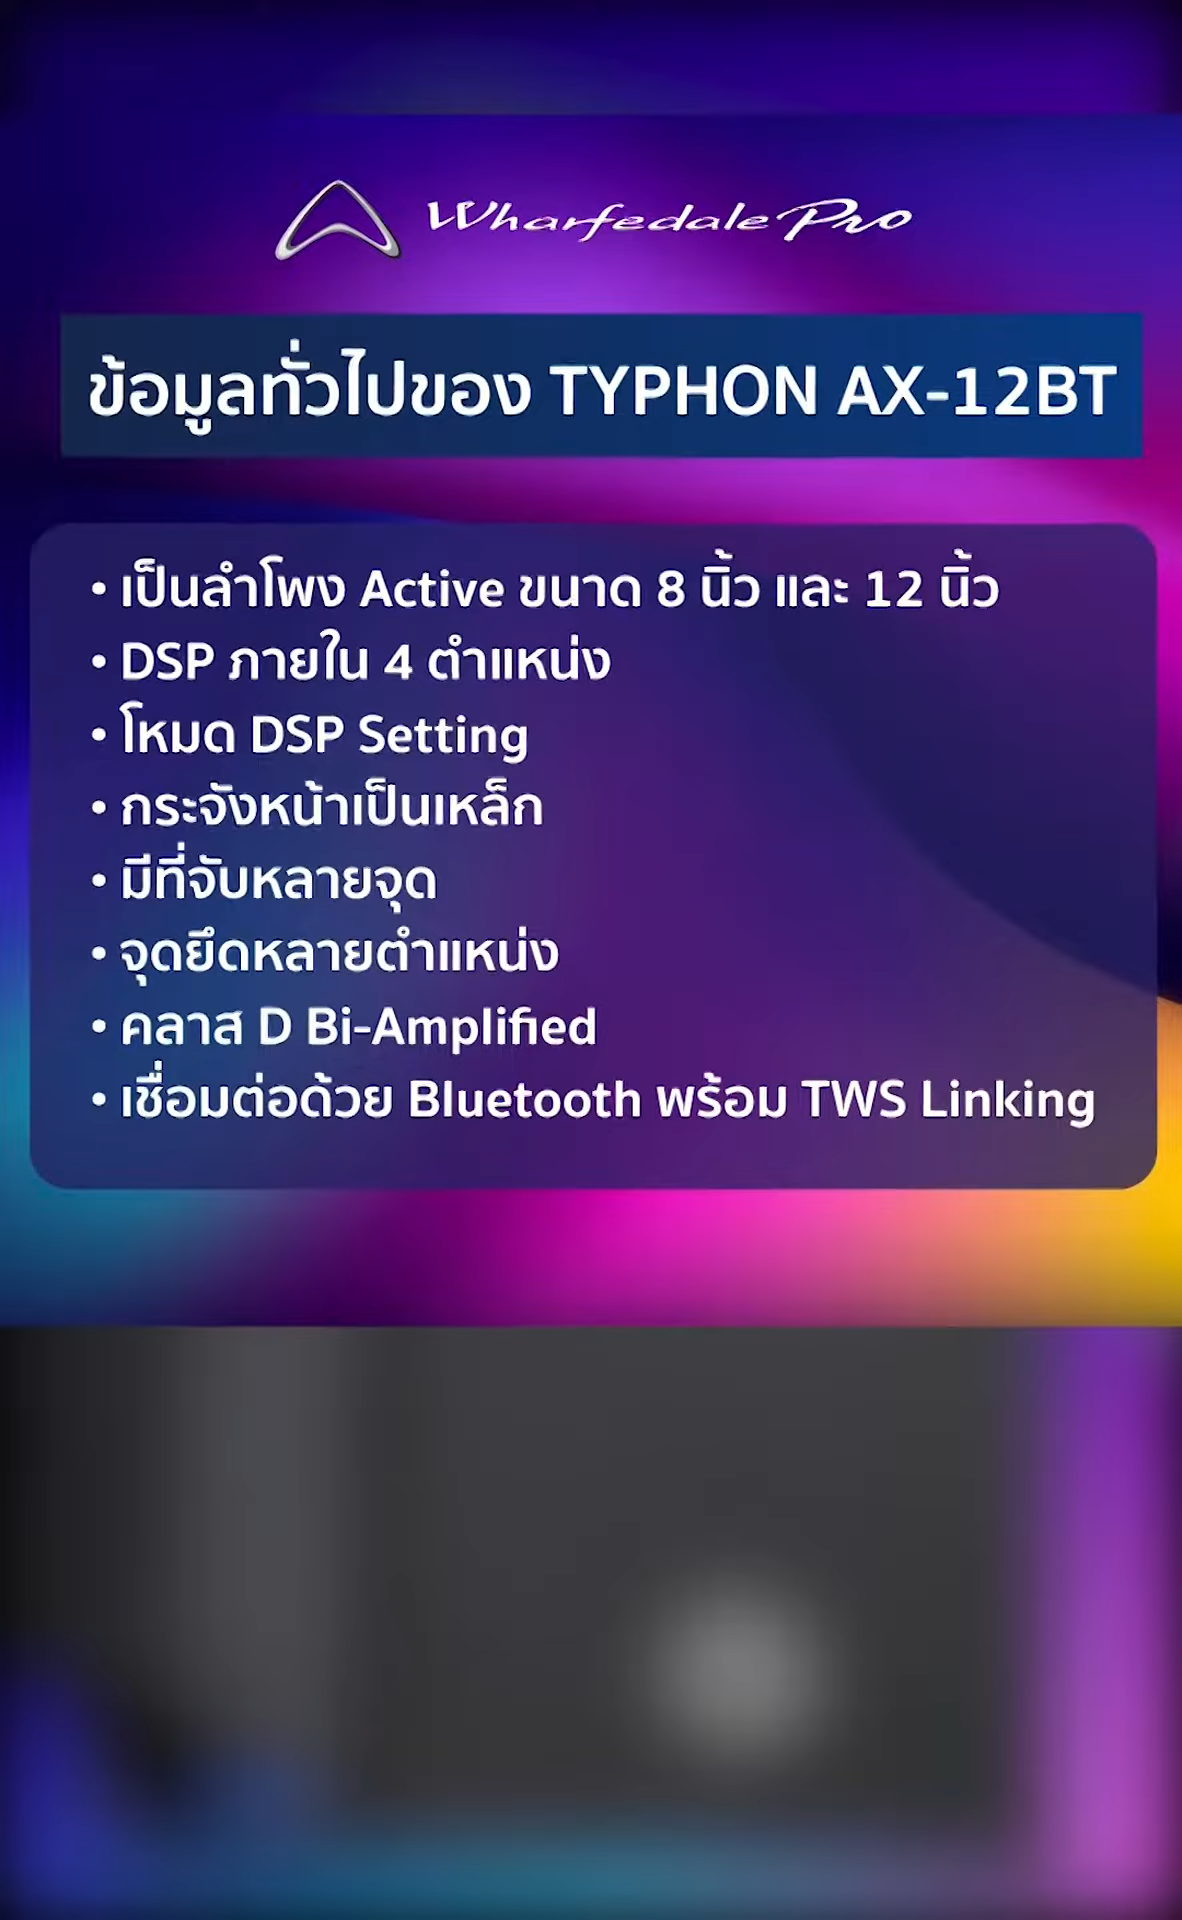 Wharfedale Pro
ข้อมูลทั่วไปของ TYPHON AX-12BT
• เป็นลำโพง Active ขนาด 8 นิ้ว และ 12 นิ้ว
• DSP ภายใน 4 ตำแหน่ง
• โหมด DSP Setting
• กระจังหน้าเป็นเหล็ก
• มีที่จับหลายจุด
• จุดยึดหลายตำแหน่ง
• คลาส D Bi-Amplified
• เชื่อมต่อด้วย Bluetooth พร้อม TWS Linking